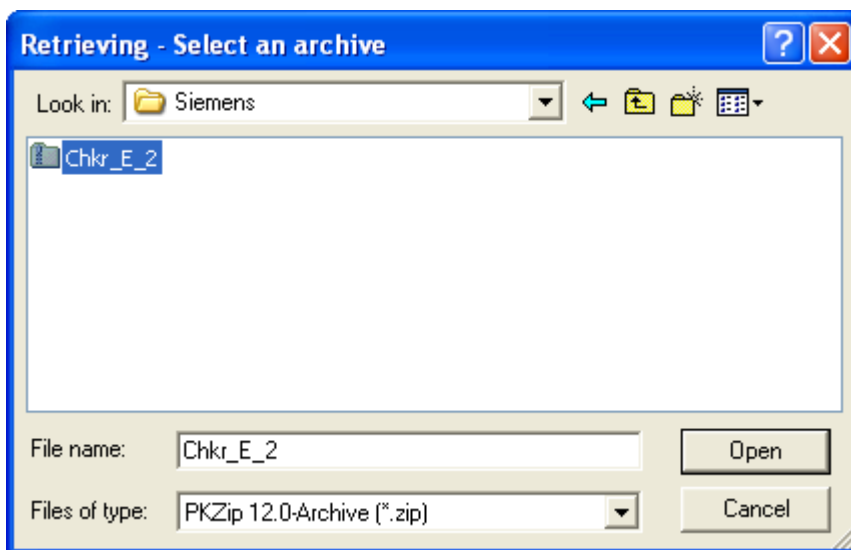 Retrieving - Select an archive
Look in: Siemens
Chkr_E_2
File name: Chkr_E_2 Open
Files of type: PKZip 12.0-Archive (*.zip) Cancel